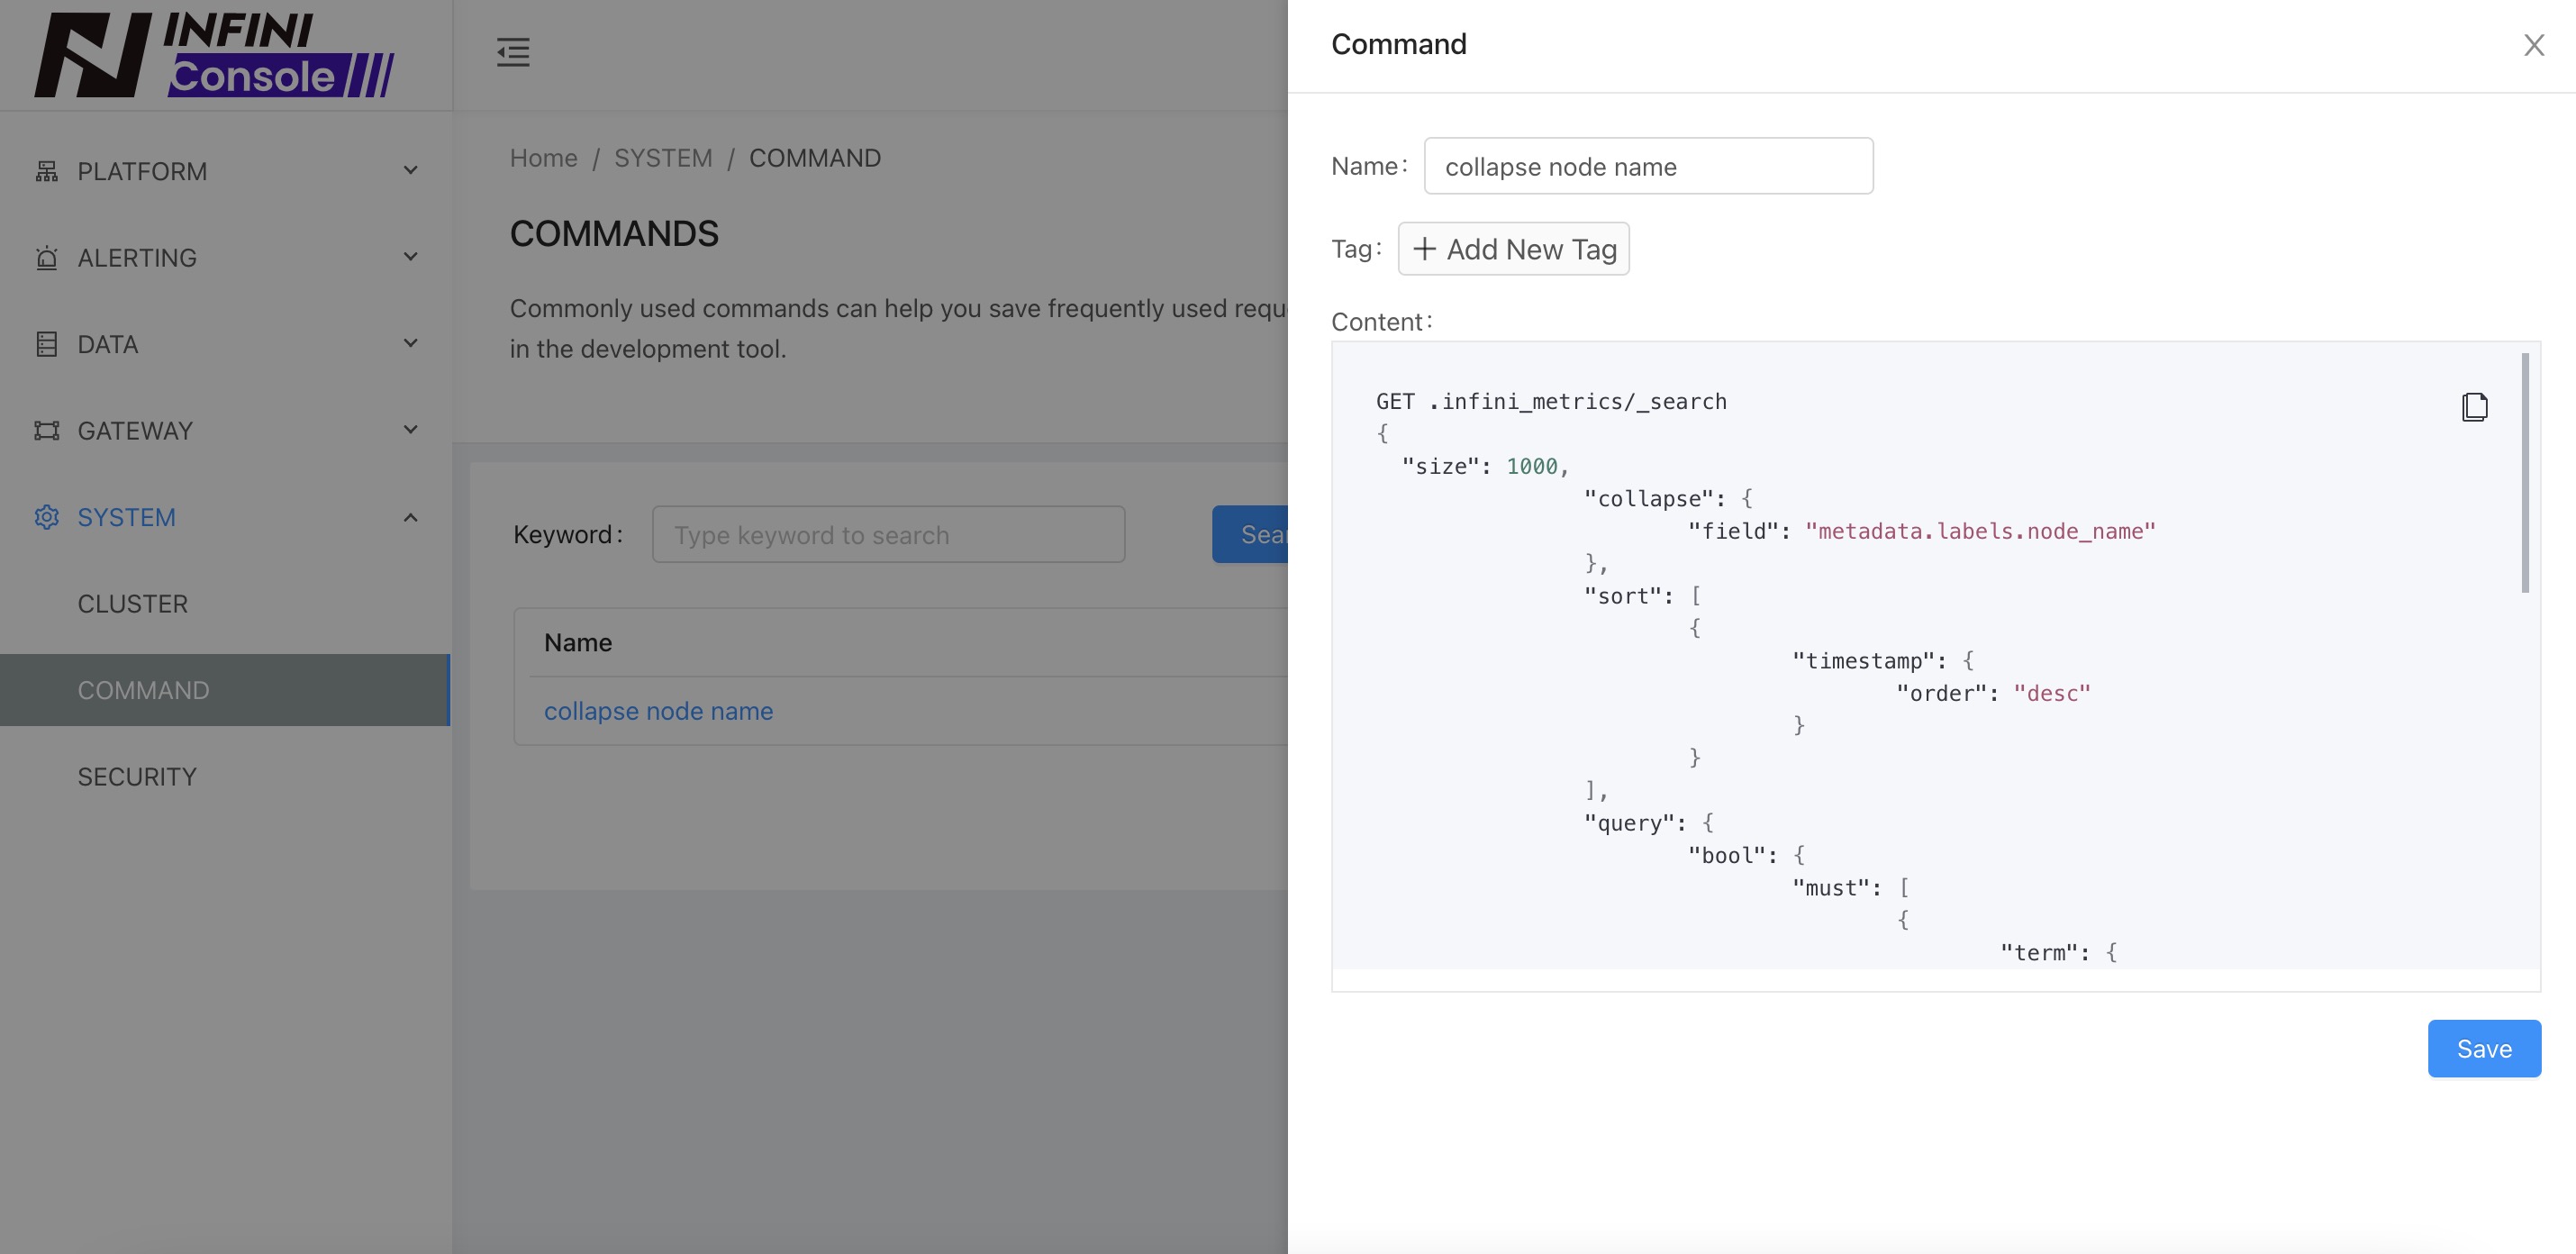 INFINI
Console
PLATFORM
ALERTING
DATA
GATEWAY
SYSTEM
CLUSTER
COMMAND
SECURITY
Home / SYSTEM / COMMAND
COMMANDS
Commonly used commands can help you save frequently used requ
in the development tool.
Keyword:
Type keyword to search
Sear
Name
collapse node name
Command
Name: collapse node name
Tag: + Add New Tag
Content:
GET .infini_metrics/_search
{
"size": 1000,
"collapse": {
"field": "metadata.labels.node_name"
},
"sort": [
{
"timestamp": {
"order": "desc"
}
}
],
"query": {
"bool": {
"must": [
{
"term": {
Save